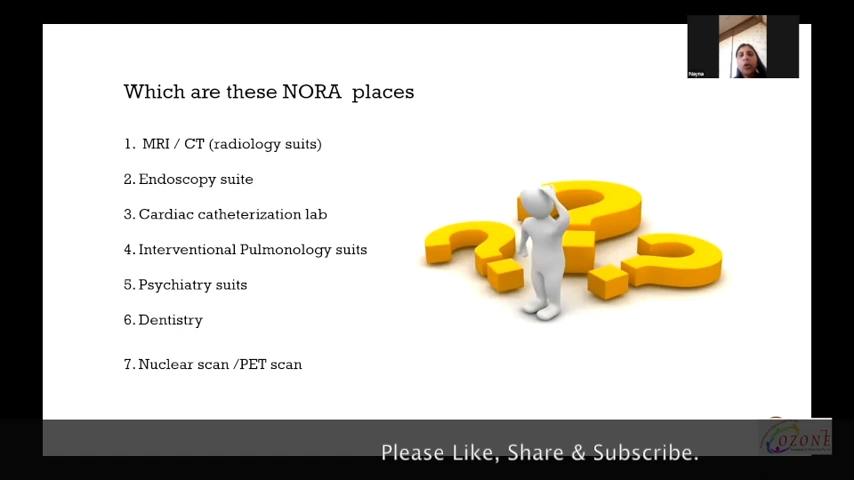 Nayna
Which are these NORA places
1. MRI / CT (radiology suits)
2. Endoscopy suite
3. Cardiac catheterization lab
4. Interventional Pulmonology suits
5. Psychiatry suits
6. Dentistry
7. Nuclear scan /PET scan
Please Like, Share & Subscribe.
OZONE